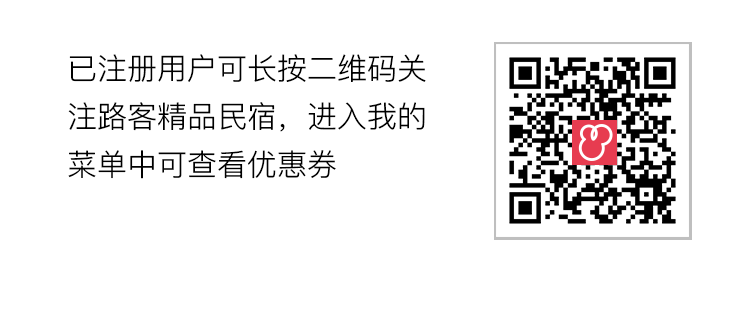 已注册用户可长按二维码关
注路客精品民宿，进入我的
菜单中可查看优惠券